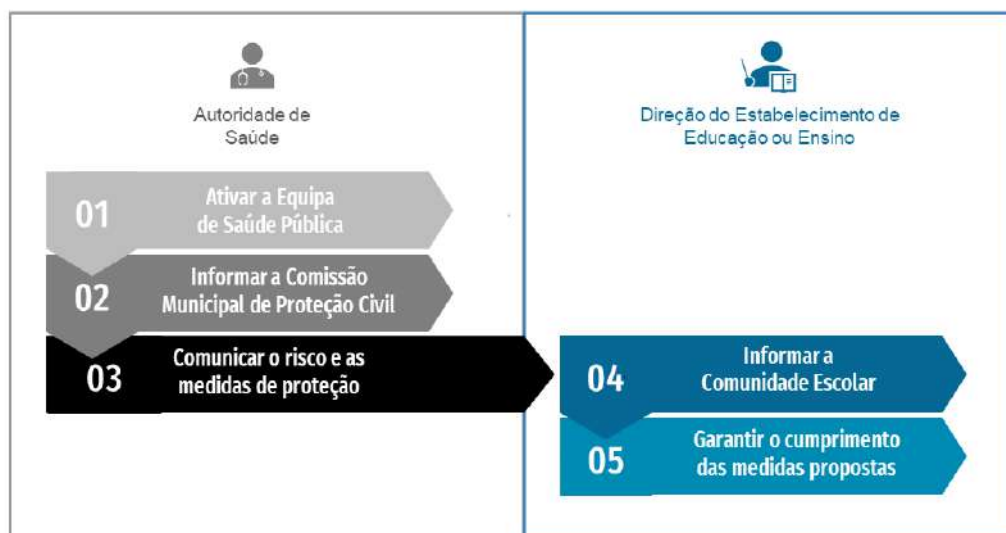 Autoridade de
Saúde
01
Ativar a Equipa
de Saúde Pública
02
Informar a Comissão
Municipal de Proteção Civil
03
Comunicar o risco e as
medidas de proteção
Direção do Estabelecimento de
Educação ou Ensino
04
Informar a
Comunidade Escolar
05
Garantir o cumprimento
das medidas propostas